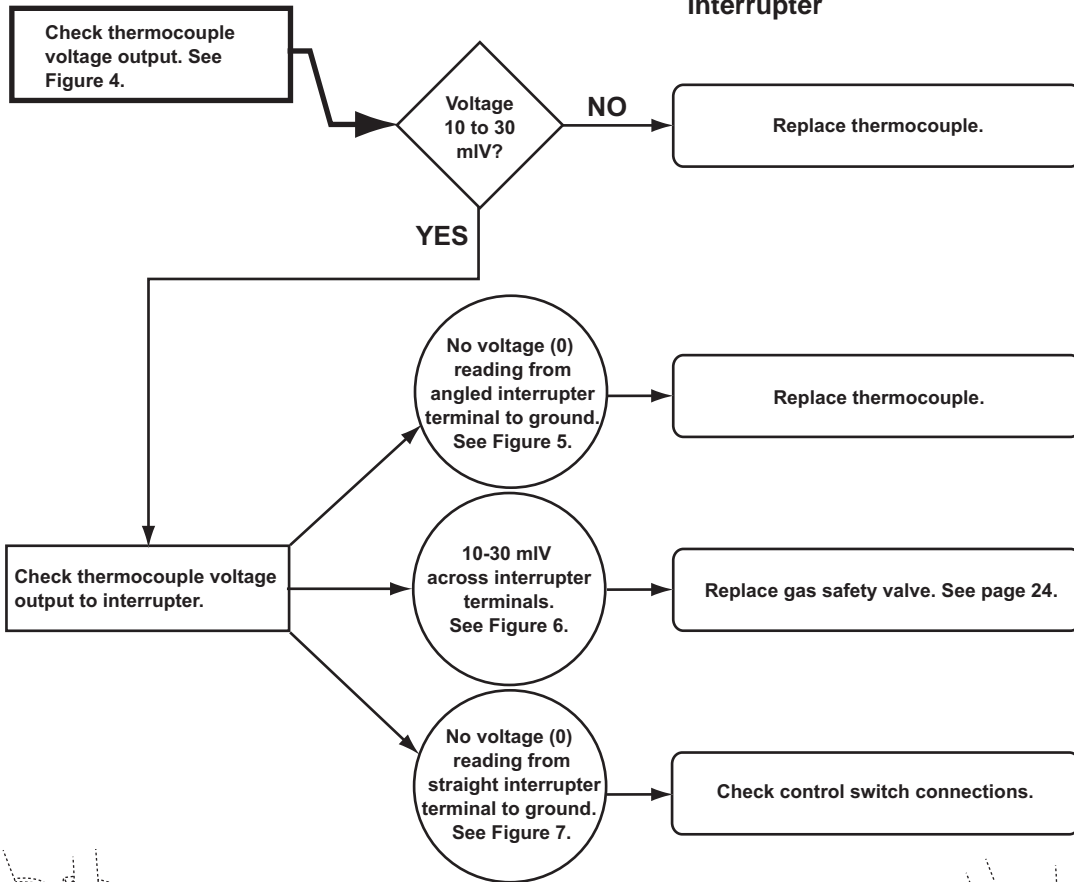 Interrupter
Check thermocouple
voltage output. See
Figure 4.
Voltage
10 to 30
mIV?
NO
Replace thermocouple.
YES
No voltage (0)
reading from
angled interrupter
terminal to ground.
See Figure 5.
Replace thermocouple.
Check thermocouple voltage
output to interrupter.
10-30 mIV
across interrupter
terminals.
See Figure 6.
Replace gas safety valve. See page 24.
No voltage (0)
reading from
straight interrupter
terminal to ground.
See Figure 7.
Check control switch connections.